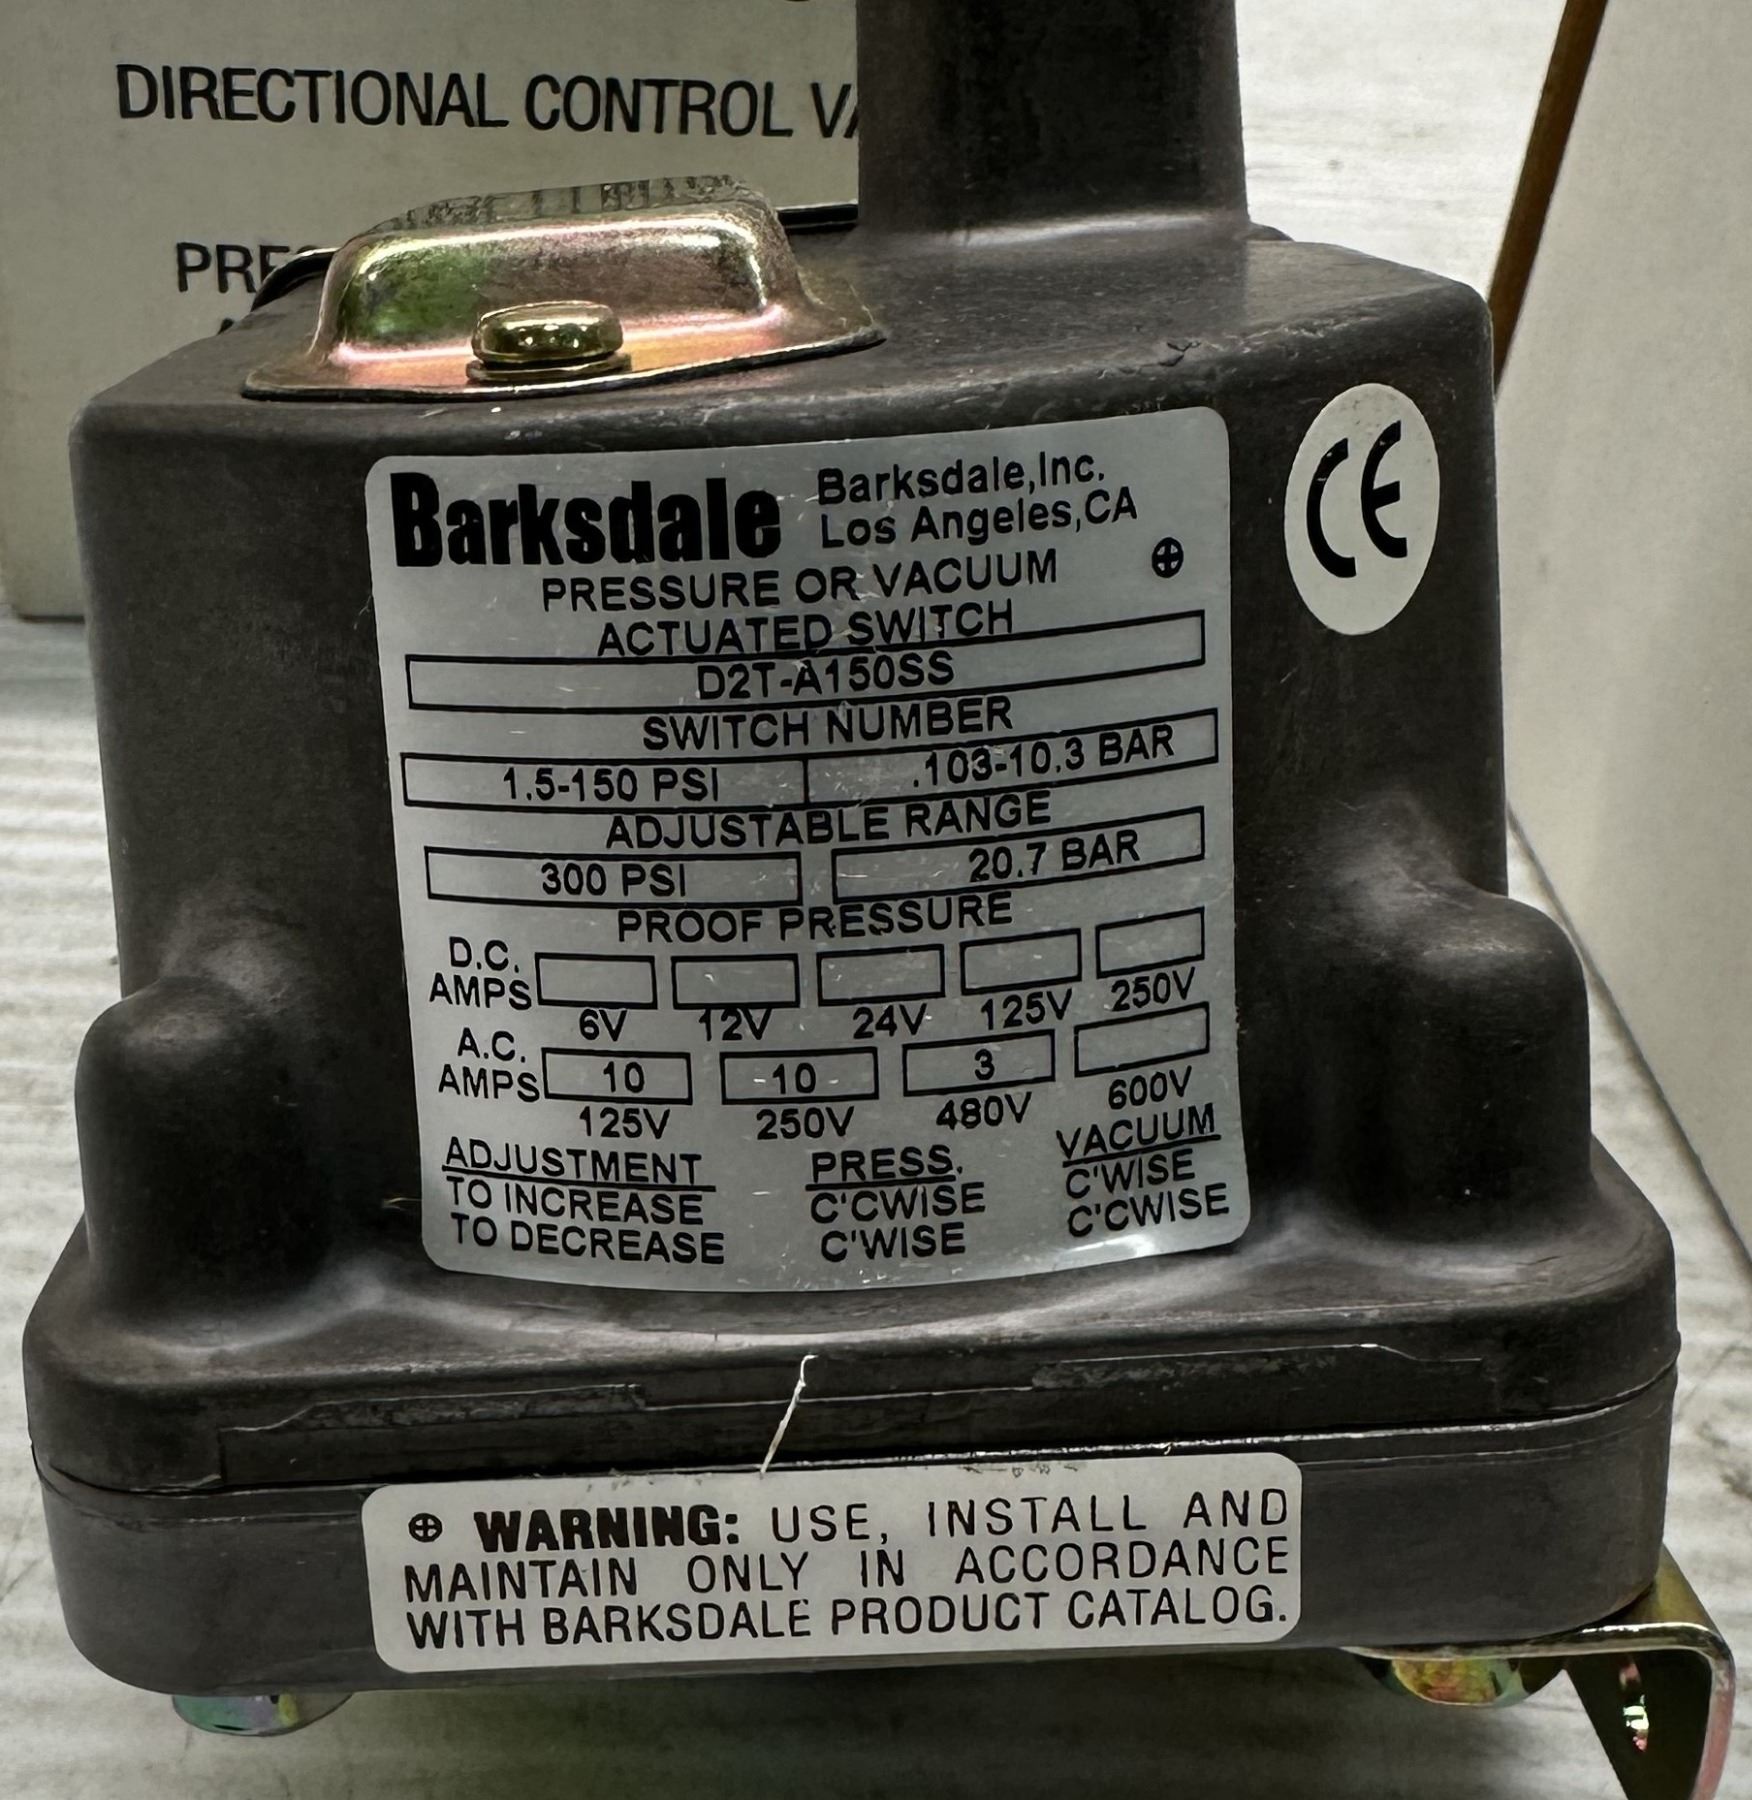 DIRECTIONAL CONTROL
Barksdale
Barksdale,Inc.
Los Angeles,CA
PRESSURE OR VACUUM
ACTUATED SWITCH
D2T-A150SS
SWITCH NUMBER
1.5-150 PSI .103-10.3 BAR
ADJUSTABLE RANGE
300 PSI 20.7 BAR
PROOF PRESSURE
D.C.
AMPS
6V 12V 24V 125V 250V
A.C.
AMPS 10 -10- 3
125V 250V 480V 600V
ADJUSTMENT PRESS. VACUUM
TO INCREASE C'CWISE C'WISE
TO DECREASE C'WISE C'CWISE
CE
WARNING: USE, INSTALL AND
MAINTAIN ONLY IN ACCORDANCE
WITH BARKSDALE PRODUCT CATALOG.